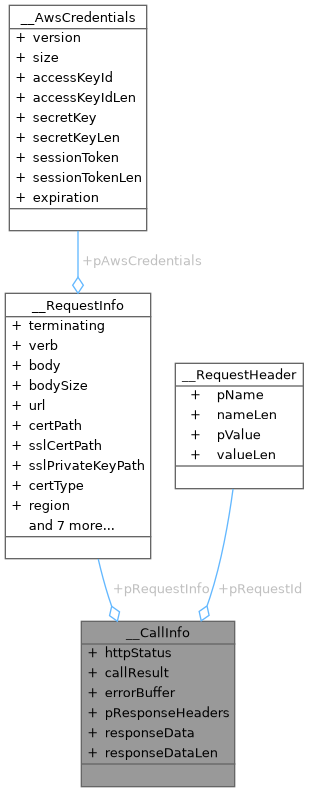 __AwsCredentials
+ version
+ size
+ accessKeyId
+ accessKeyIdLen
+ secretKey
+ secretKeyLen
+ sessionToken
+ sessionTokenLen
+ expiration
+pAwsCredentials
__RequestInfo
+ terminating
+ verb
+ body
+ bodySize
+ url
+ certPath
+ sslCertPath
+ sslPrivateKeyPath
+ certType
+ region
and 7 more...
__RequestHeader
+ pName
+ nameLen
+ pValue
+ valueLen
+pRequestInfo
+pRequestId
__CallInfo
+ httpStatus
+ callResult
+ errorBuffer
+ pResponseHeaders
+ responseData
+ responseDataLen